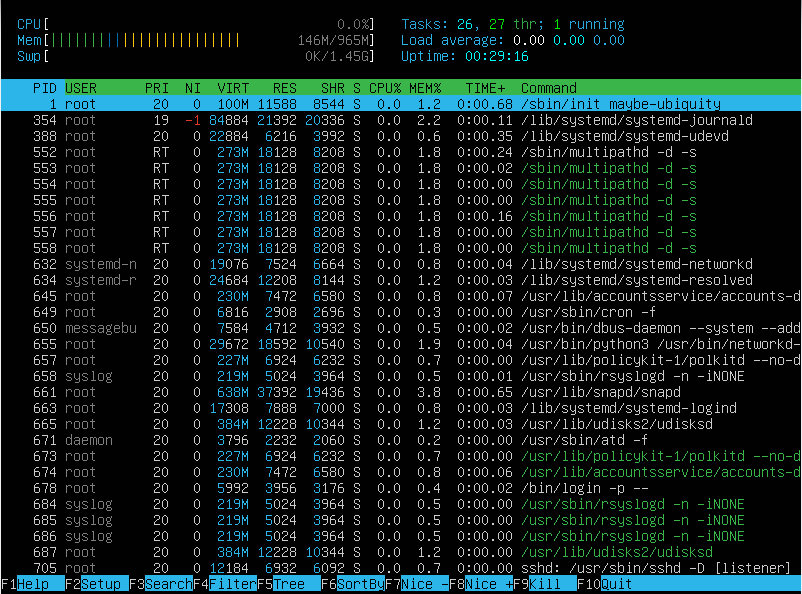 CPU[ 0.0%] Tasks: 26, 27 thr; 1 running
Mem[|||||||||||||||||||||||| 146M/965M] Load average: 0.00 0.00 0.00
Swp[ 0K/1.45G] Uptime: 00:29:16
PID USER PRI NI VIRT RES SHR S CPU% MEM% TIME+ Command
1 root 20 0 100M 11588 8544 S 0.0 1.2 0:00.68 /sbin/init maybe-ubiquity
354 root 19 -1 84884 21392 20336 S 0.0 2.2 0:00.11 /lib/systemd/systemd-journald
388 root 20 0 22884 6216 3992 S 0.0 0.6 0:00.35 /lib/systemd/systemd-udevd
552 root RT 0 273M 18128 8208 S 0.0 1.8 0:00.24 /sbin/multipathd -d -s
553 root RT 0 273M 18128 8208 S 0.0 1.8 0:00.02 /sbin/multipathd -d -s
554 root RT 0 273M 18128 8208 S 0.0 1.8 0:00.00 /sbin/multipathd -d -s
555 root RT 0 273M 18128 8208 S 0.0 1.8 0:00.00 /sbin/multipathd -d -s
556 root RT 0 273M 18128 8208 S 0.0 1.8 0:00.16 /sbin/multipathd -d -s
557 root RT 0 273M 18128 8208 S 0.0 1.8 0:00.00 /sbin/multipathd -d -s
558 root RT 0 273M 18128 8208 S 0.0 1.8 0:00.00 /sbin/multipathd -d -s
632 systemd-n 20 0 19076 7524 6664 S 0.0 0.8 0:00.04 /lib/systemd/systemd-networkd
634 systemd-r 20 0 24684 12208 8144 S 0.0 1.2 0:00.03 /lib/systemd/systemd-resolved
645 root 20 0 230M 7472 6580 S 0.0 0.8 0:00.07 /usr/lib/accountsservice/accounts-d
649 root 20 0 6816 2908 2696 S 0.0 0.3 0:00.00 /usr/sbin/cron -f
650 messagebu 20 0 7584 4712 3932 S 0.0 0.5 0:00.02 /usr/bin/dbus-daemon --system --add
655 root 20 0 29672 18592 10540 S 0.0 1.9 0:00.04 /usr/bin/python3 /usr/bin/networkd-
657 root 20 0 227M 6924 6232 S 0.0 0.7 0:00.00 /usr/lib/policykit-1/polkitd --no-d
658 syslog 20 0 219M 5024 3964 S 0.0 0.5 0:00.01 /usr/sbin/rsyslogd -n -iNONE
661 root 20 0 638M 37392 19436 S 0.0 3.8 0:00.65 /usr/lib/snapd/snapd
663 root 20 0 17308 7888 7000 S 0.0 0.8 0:00.03 /lib/systemd/systemd-logind
665 root 20 0 384M 12228 10344 S 0.0 1.2 0:00.03 /usr/lib/udisks2/udisksd
671 daemon 20 0 3796 2232 2060 S 0.0 0.2 0:00.00 /usr/sbin/atd -f
673 root 20 0 227M 6924 6232 S 0.0 0.7 0:00.00 /usr/lib/policykit-1/polkitd --no-d
674 root 20 0 230M 7472 6580 S 0.0 0.8 0:00.06 /usr/lib/accountsservice/accounts-d
678 root 20 0 5992 3956 3176 S 0.0 0.4 0:00.02 /bin/login -p --
684 syslog 20 0 219M 5024 3964 S 0.0 0.5 0:00.00 /usr/sbin/rsyslogd -n -iNONE
685 syslog 20 0 219M 5024 3964 S 0.0 0.5 0:00.00 /usr/sbin/rsyslogd -n -iNONE
686 syslog 20 0 219M 5024 3964 S 0.0 0.5 0:00.00 /usr/sbin/rsyslogd -n -iNONE
687 root 20 0 384M 12228 10344 S 0.0 1.2 0:00.00 /usr/lib/udisks2/udisksd
705 root 20 0 12184 6932 6092 S 0.0 0.7 0:00.00 sshd: /usr/sbin/sshd -D [listener]
F1Help F2Setup F3SearchF4FilterF5Tree F6SortByF7Nice -F8Nice +F9Kill F10Quit